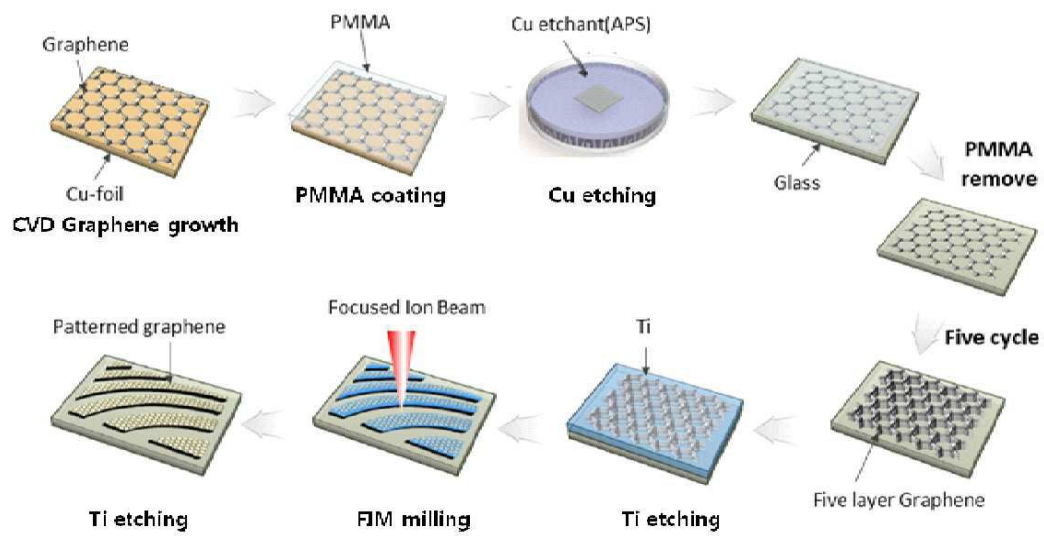 Graphene
Cu-foil
CVD Graphene growth
PMMA
PMMA coating
Cu etchant(APS)
Cu etching
Glass
PMMA
remove
Five cycle
Five layer Graphene
Ti
Ti etching
Focused Ion Beam
FIM milling
Patterned graphene
Ti etching